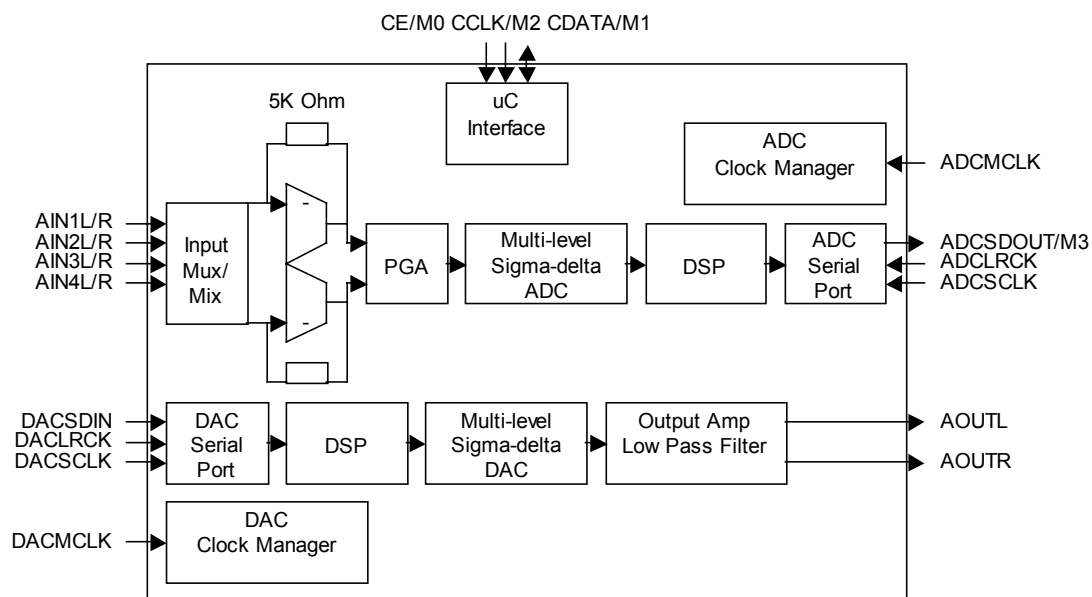 CE/M0 CCLK/M2 CDATA/M1
5K Ohm
uC
Interface
ADC
Clock Manager
ADCMCLK
AIN1L/R
AIN2L/R
AIN3L/R
AIN4L/R
Input
Mux/
Mix
-
-
PGA
Multi-level
Sigma-delta
ADC
DSP
ADC
Serial
Port
ADCSDOUT/M3
ADCLRCK
ADCSCLK
DACSDIN
DACLRCK
DACSCLK
DAC
Serial
Port
DSP
Multi-level
Sigma-delta
DAC
Output Amp
Low Pass Filter
AOUTL
AOUTR
DACMCLK
DAC
Clock Manager